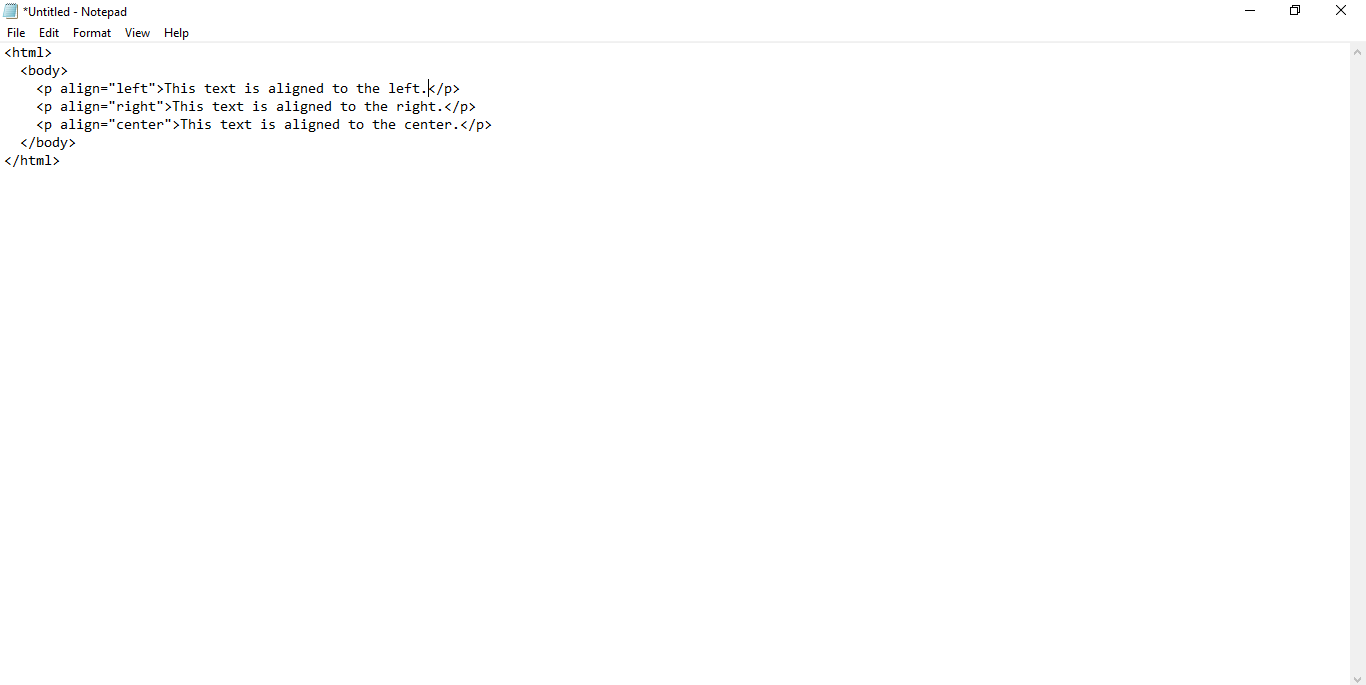 *Untitled - Notepad
File Edit Format View Help
<html>
  <body>
    <p align="left">This text is aligned to the left.</p>
    <p align="right">This text is aligned to the right.</p>
    <p align="center">This text is aligned to the center.</p>
  </body>
</html>